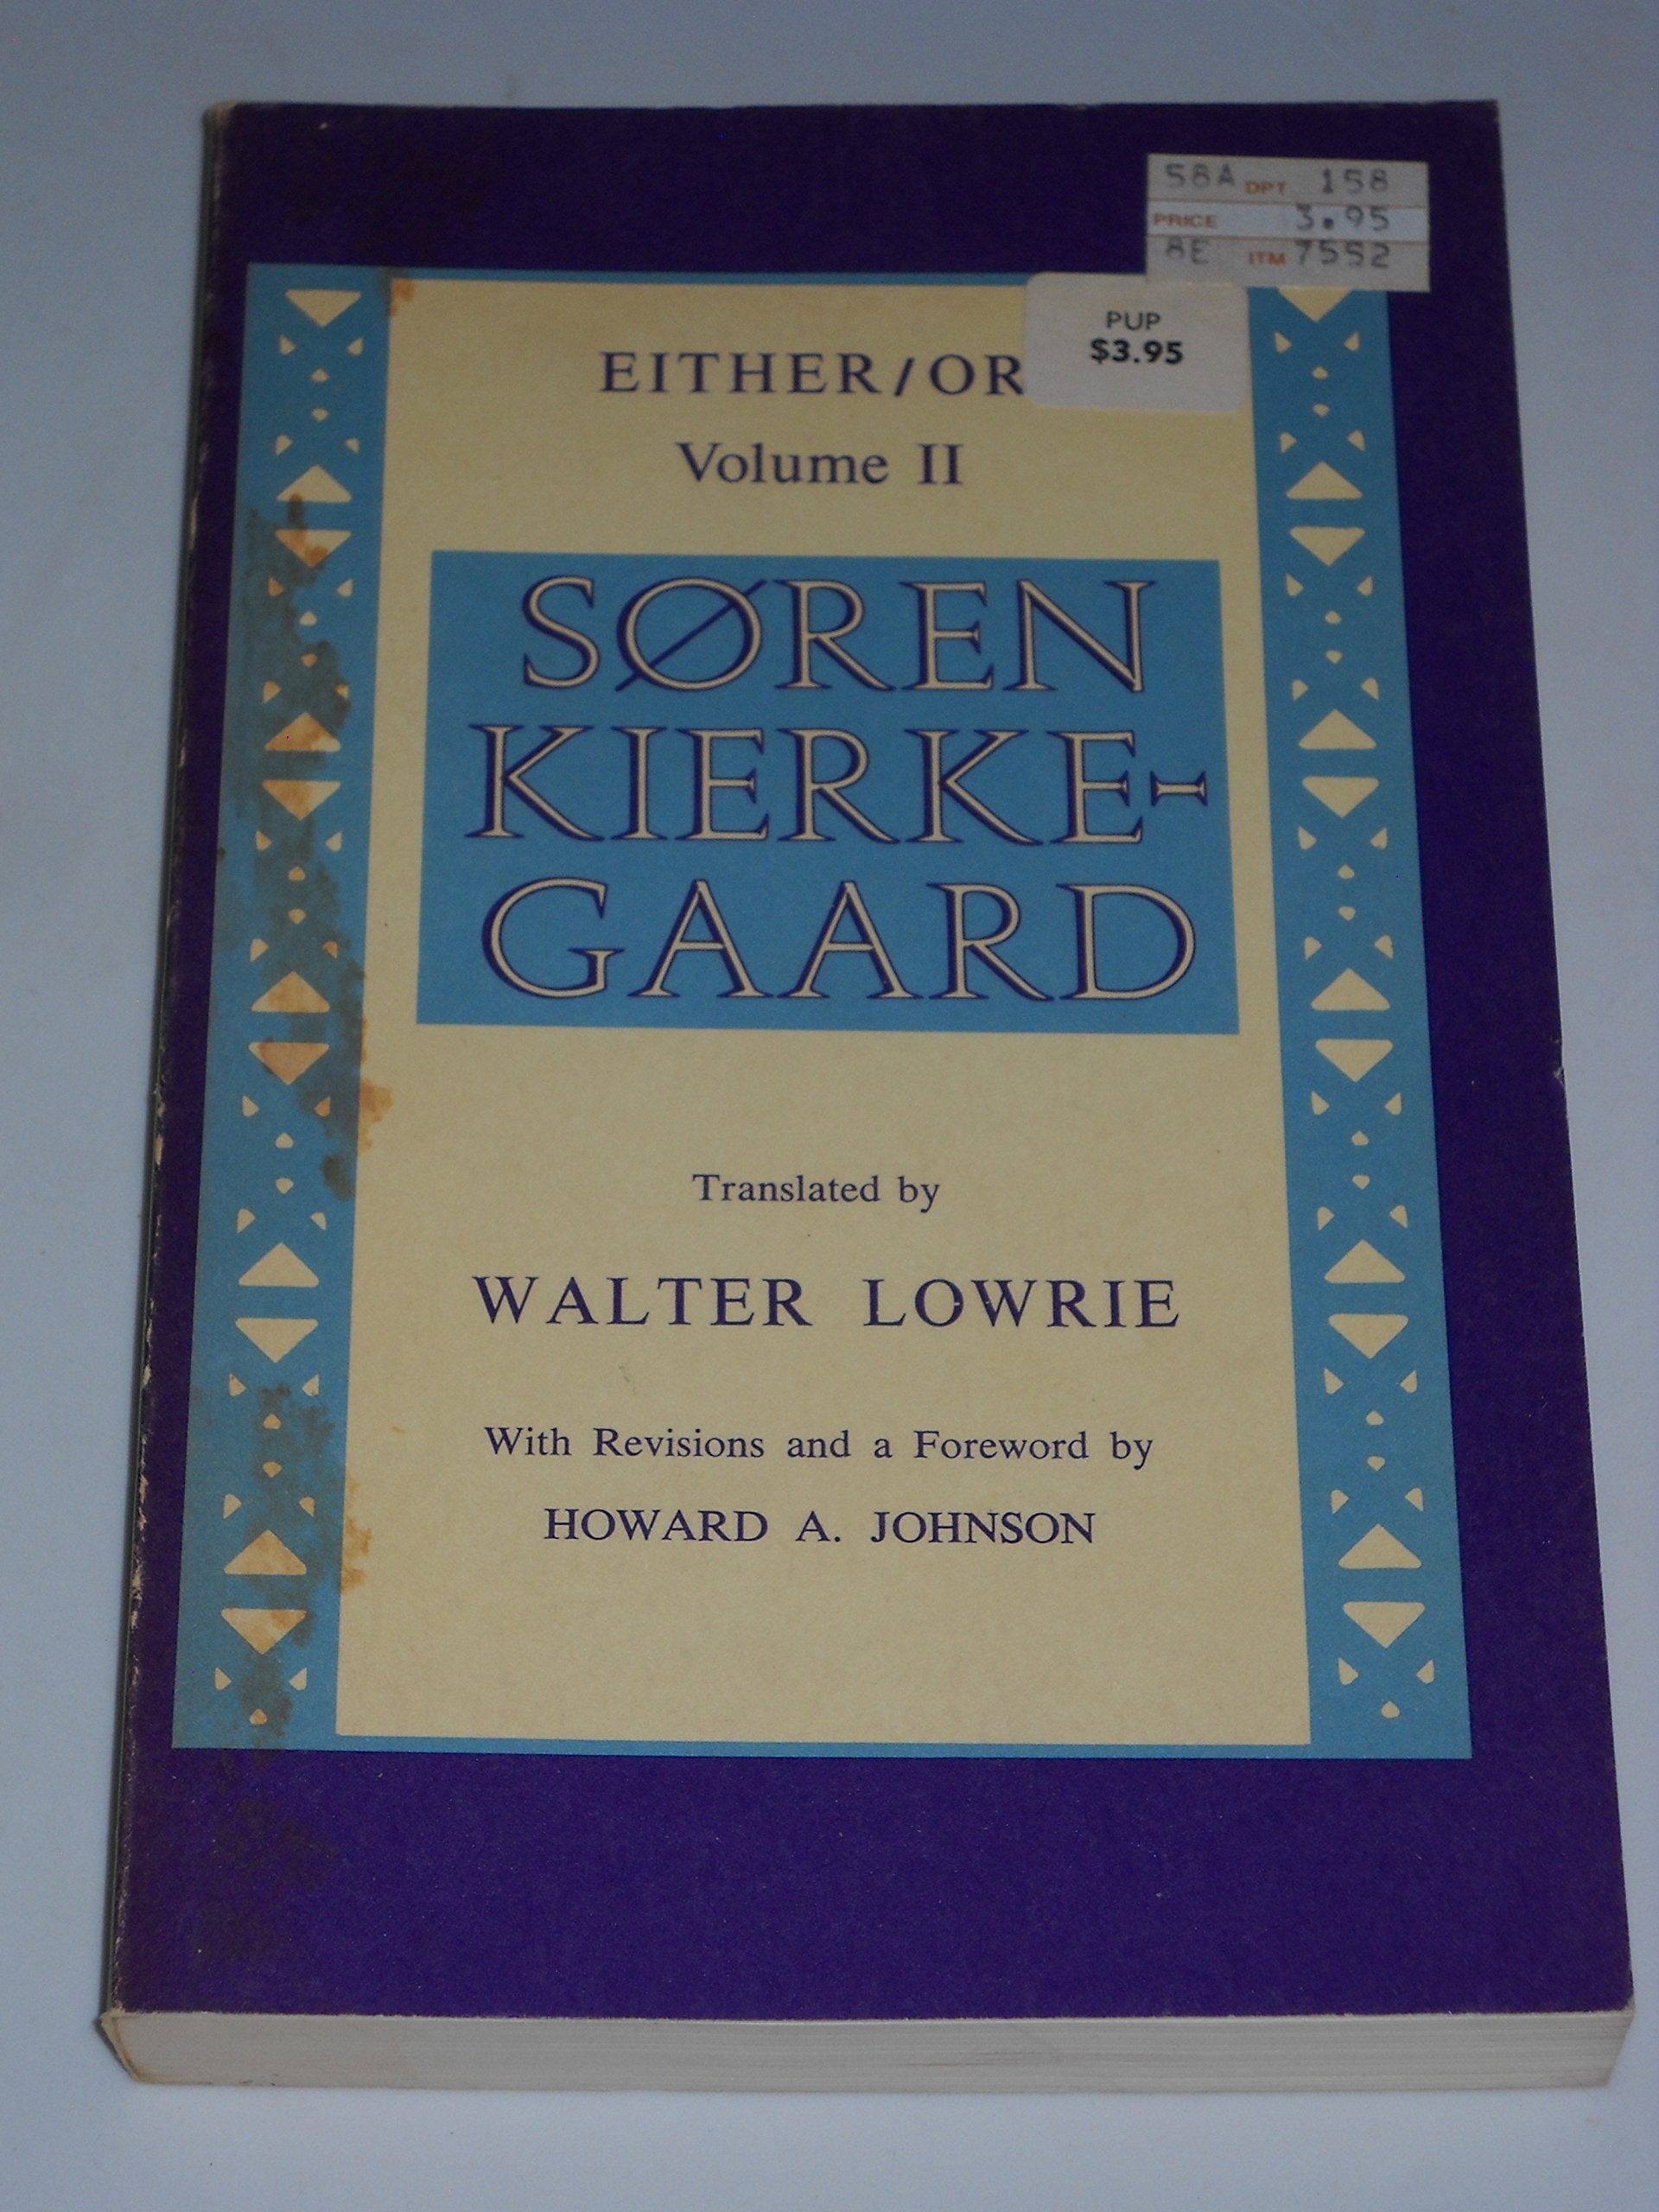 58A DPT 158
PRICE 3.95
8E ITM 7552
PUP
$3.95
EITHER/OR
Volume II
SØREN
KIERKE-
GAARD
Translated by
WALTER LOWRIE
With Revisions and a Foreword by
HOWARD A. JOHNSON